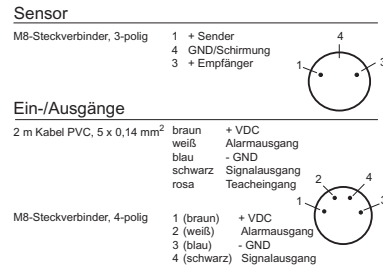 Sensor
M8-Steckverbinder, 3-polig 1 + Sender
4 GND/Schirmung
3 + Empfänger
4
1 3
Ein-/Ausgänge
2 m Kabel PVC, 5 x 0,14 mm² braun + VDC
weiß Alarmausgang
blau - GND
schwarz Signalausgang
rosa Teacheingang
2 4
1 3
M8-Steckverbinder, 4-polig 1 (braun) + VDC
2 (weiß) Alarmausgang
3 (blau) - GND
4 (schwarz) Signalausgang